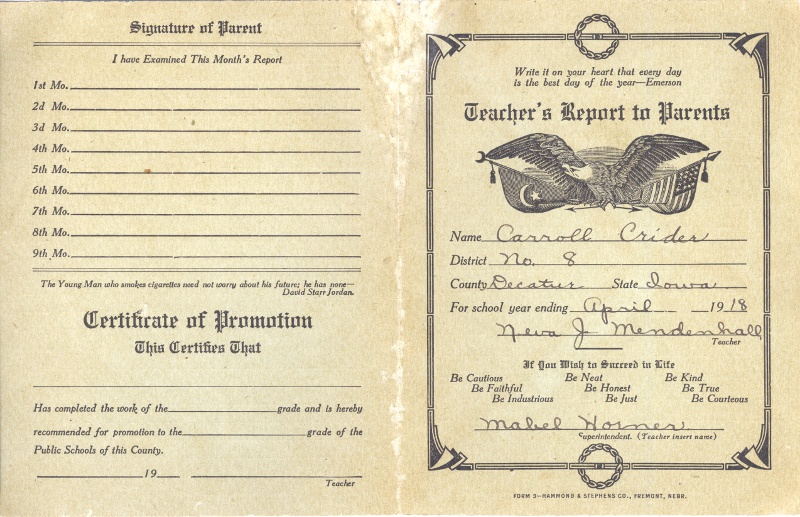 Signature of Parent
I have Examined This Month's Report
1st Mo.
2d Mo.
3d Mo.
4th Mo.
5th Mo.
6th Mo.
7th Mo.
8th Mo.
9th Mo.
The Young Man who smokes cigarettes need not worry about his future; he has none—
David Starr Jordan.
Certificate of Promotion
This Certifies That
Has completed the work of the grade and is hereby
recommended for promotion to the grade of the
Public Schools of this County.
19
Teacher
Write it on your heart that every day
is the best day of the year—Emerson
Teacher's Report to Parents
Name Carroll Crider
District No. 8
County Decatur State Iowa
For school year ending April 1918
Neva J Mendenhall
Teacher
If You Wish to Succeed in Life
Be Cautious Be Neat Be Kind
Be Faithful Be Honest Be True
Be Industrious Be Just Be Courteous
Mabel Horner
Superintendent. (Teacher insert name)
FORM 3—HAMMOND & STEPHENS CO., FREMONT, NEBR.